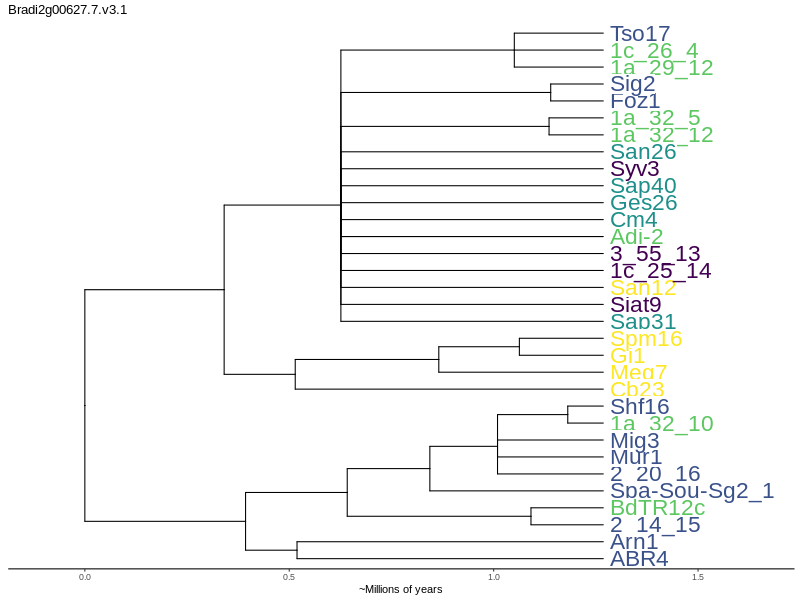 Bradi2g00627.7.v3.1
Tso17
1c_26_4
1a_29_12
Sig2
Foz1
1a_32_5
1a_32_12
San26
Syv3
Sap40
Ges26
Cm4
Adi-2
3_55_13
1c_25_14
San12
Siat9
Sap31
Spm16
Gi1
Meg7
Cb23
Shf16
1a_32_10
Mig3
Mur1
2_20_16
Spa-Sou-Sg2_1
BdTR12c
2_14_15
Arn1
ABR4
0.0 0.5 1.0 1.5
~Millions of years